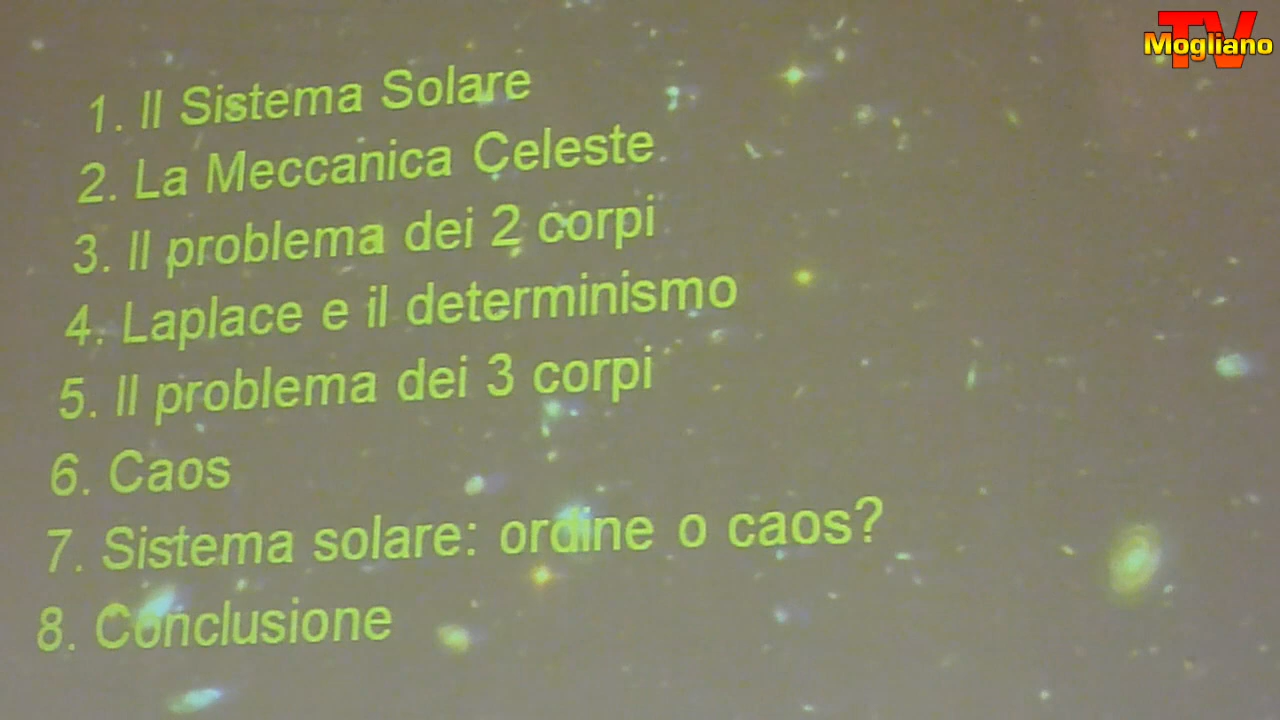 TV
Mogliano
1. Il Sistema Solare
2. La Meccanica Celeste
3. Il problema dei 2 corpi
4. Laplace e il determinismo
5. Il problema dei 3 corpi
6. Caos
7. Sistema solare: ordine o caos?
8. Conclusione